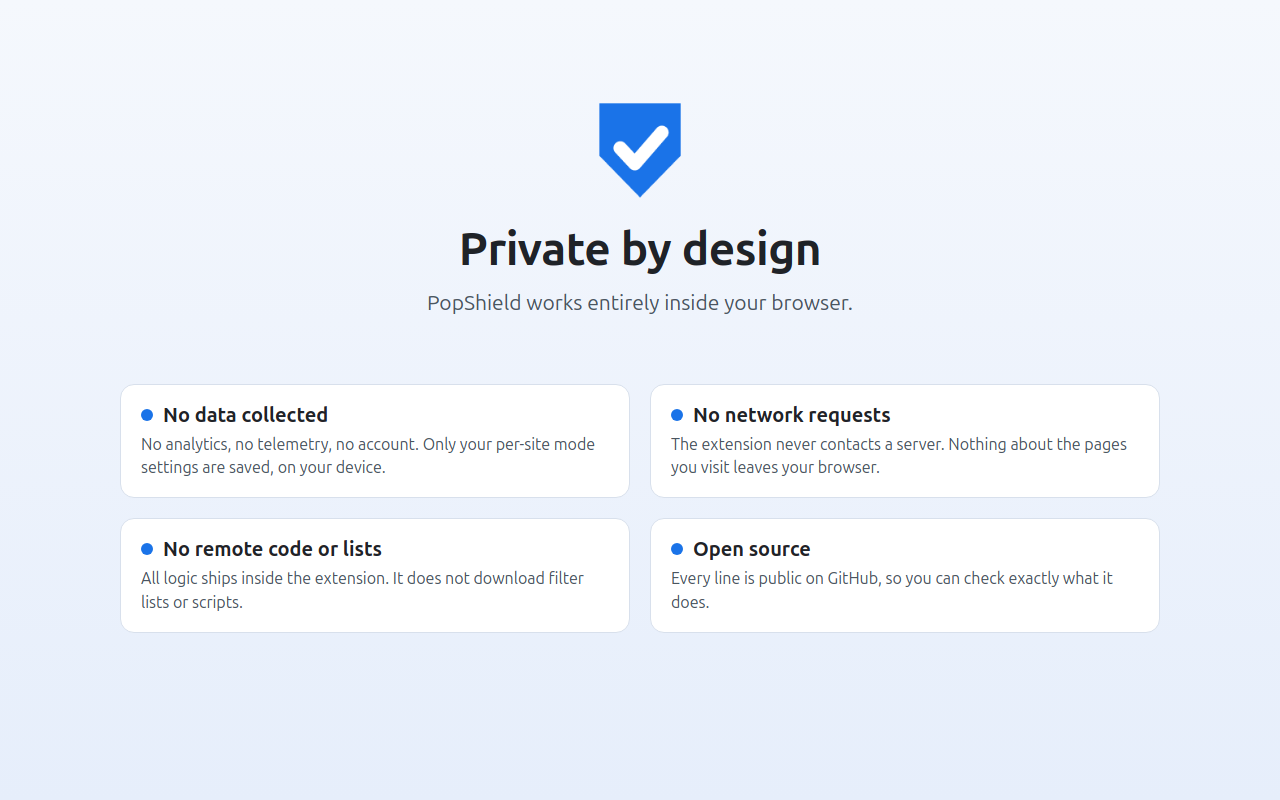 Private by design
PopShield works entirely inside your browser.
No data collected
No analytics, no telemetry, no account. Only your per-site mode
settings are saved, on your device.
No network requests
The extension never contacts a server. Nothing about the pages
you visit leaves your browser.
No remote code or lists
All logic ships inside the extension. It does not download filter
lists or scripts.
Open source
Every line is public on GitHub, so you can check exactly what it
does.